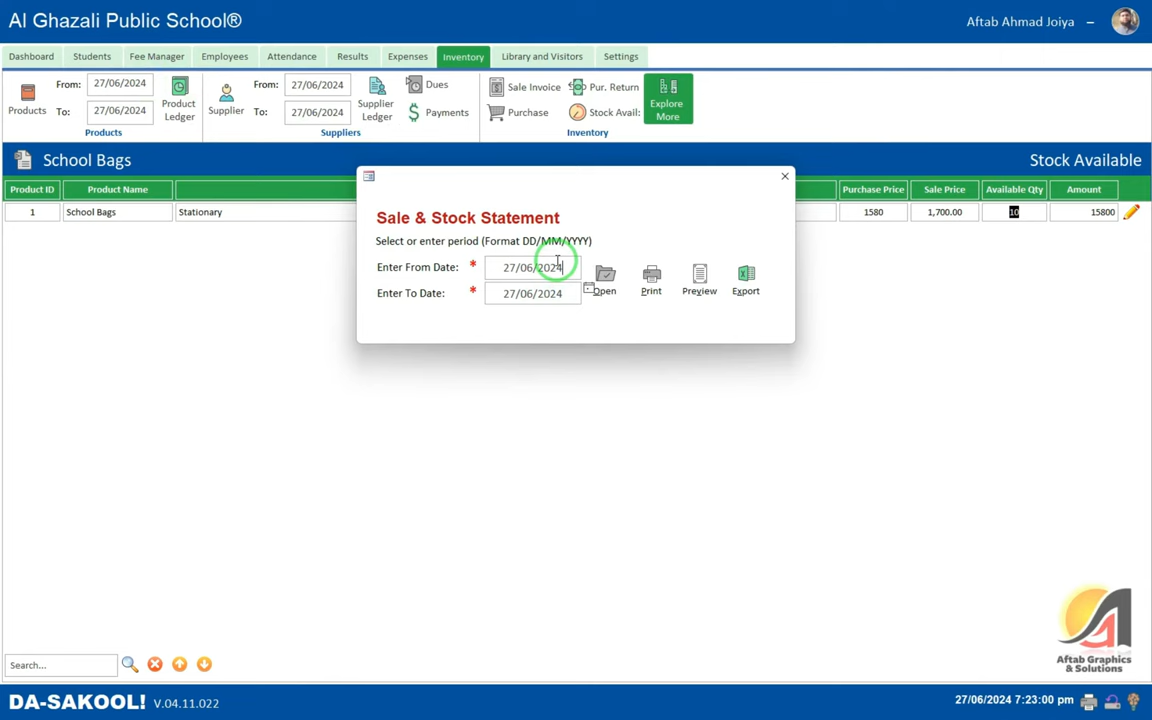 Al Ghazali Public School®
Aftab Ahmad Joiya
Dashboard Students Fee Manager Employees Attendance Results Expenses Inventory Library and Visitors Settings
Products
From: 27/06/2024
To: 27/06/2024
Product Ledger
Products
Supplier
From: 27/06/2024
To: 27/06/2024
Supplier Ledger
Dues
Payments
Suppliers
Sale Invoice
Pur. Return
Purchase
Stock Avail:
Explore More
Inventory
School Bags
Stock Available
Product ID Product Name Purchase Price Sale Price Available Qty Amount
1 School Bags Stationary 1580 1,700.00 10 15800
Sale & Stock Statement
Select or enter period (Format DD/MM/YYYY)
Enter From Date: * 27/06/2024
Enter To Date: * 27/06/2024
Open Print Preview Export
Aftab Graphics
& Solutions
Search...
DA-SAKOOL! V.04.11.022
27/06/2024 7:23:00 pm